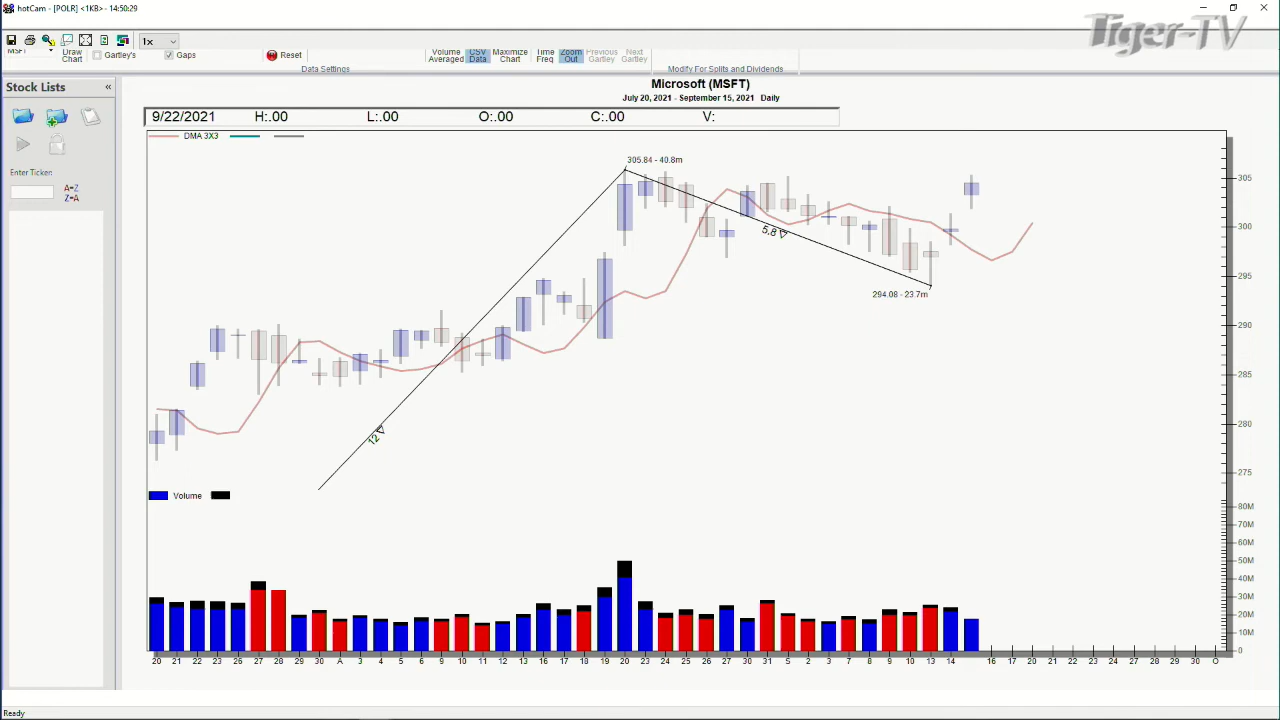 hotCam - [POLR] <1KB> - 14:50:29
Tiger-TV
1x
MSFT
Draw Chart
Gartley's
Gaps
Reset
Volume Averaged
CSV Data
Maximize Chart
Time Freq
Zoom Out
Previous Gartley
Next Gartley
Data Settings
Modify For Splits and Dividends
Stock Lists «
Enter Ticker:
A=Z
Z=A
Microsoft (MSFT)
July 20, 2021 - September 15, 2021 Daily
9/22/2021 H:.00 L:.00 O:.00 C:.00 V:
DMA 3X3
305.84 - 40.8m
5.8
294.08 - 23.7m
12
305
300
295
290
285
280
275
Volume
80M
70M
60M
50M
40M
30M
20M
10M
0
20 21 22 23 26 27 28 29 30 A 3 4 5 6 9 10 11 12 13 16 17 18 19 20 23 24 25 26 27 30 31 2 3 7 8 9 10 13 14 16 17 20 21 22 23 24 27 28 29 30 O
Ready